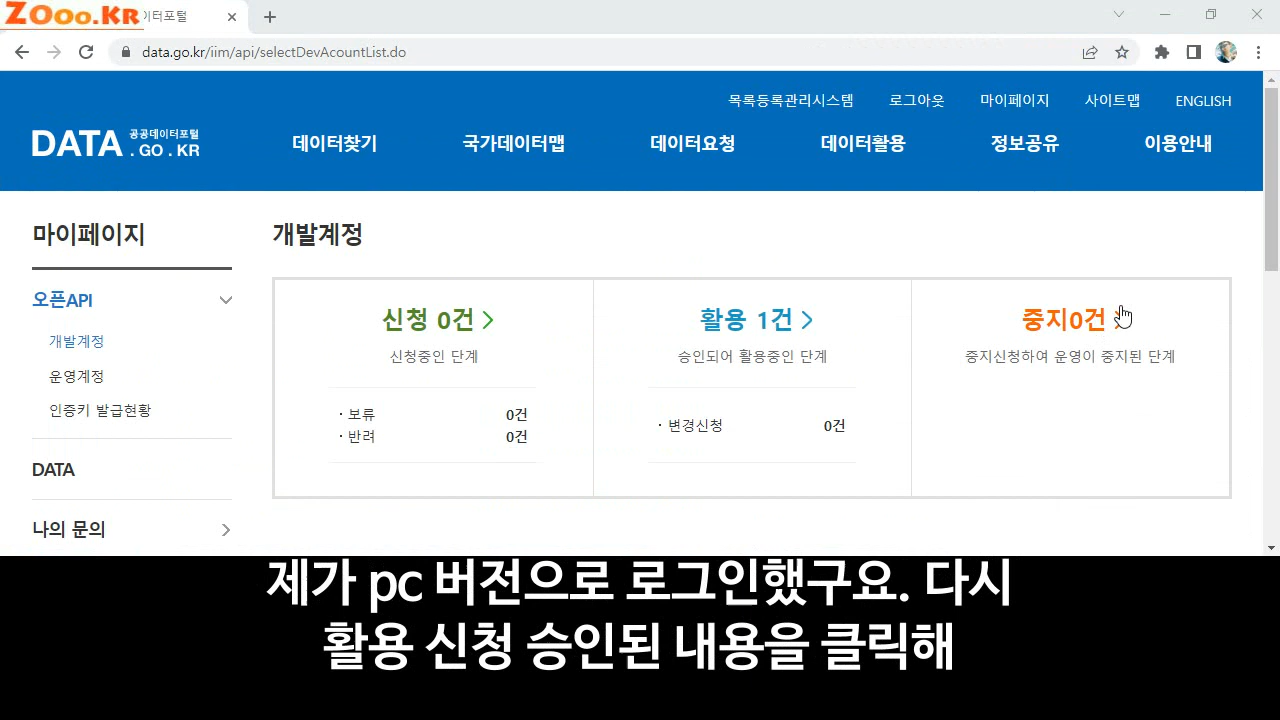 ZOoo.KR
이터포털
data.go.kr/iim/api/selectDevAcountList.do
목록등록관리시스템 로그아웃 마이페이지 사이트맵 ENGLISH
DATA 공공데이터포털 . GO . KR
데이터찾기 국가데이터맵 데이터요청 데이터활용 정보공유 이용안내
마이페이지
오픈API
개발계정
운영계정
인증키 발급현황
DATA
나의 문의
개발계정
신청 0건
신청중인 단계
· 보류 0건
· 반려 0건
활용 1건
승인되어 활용중인 단계
· 변경신청 0건
중지0건
중지신청하여 운영이 중지된 단계
제가 pc 버전으로 로그인했구요. 다시
활용 신청 승인된 내용을 클릭해